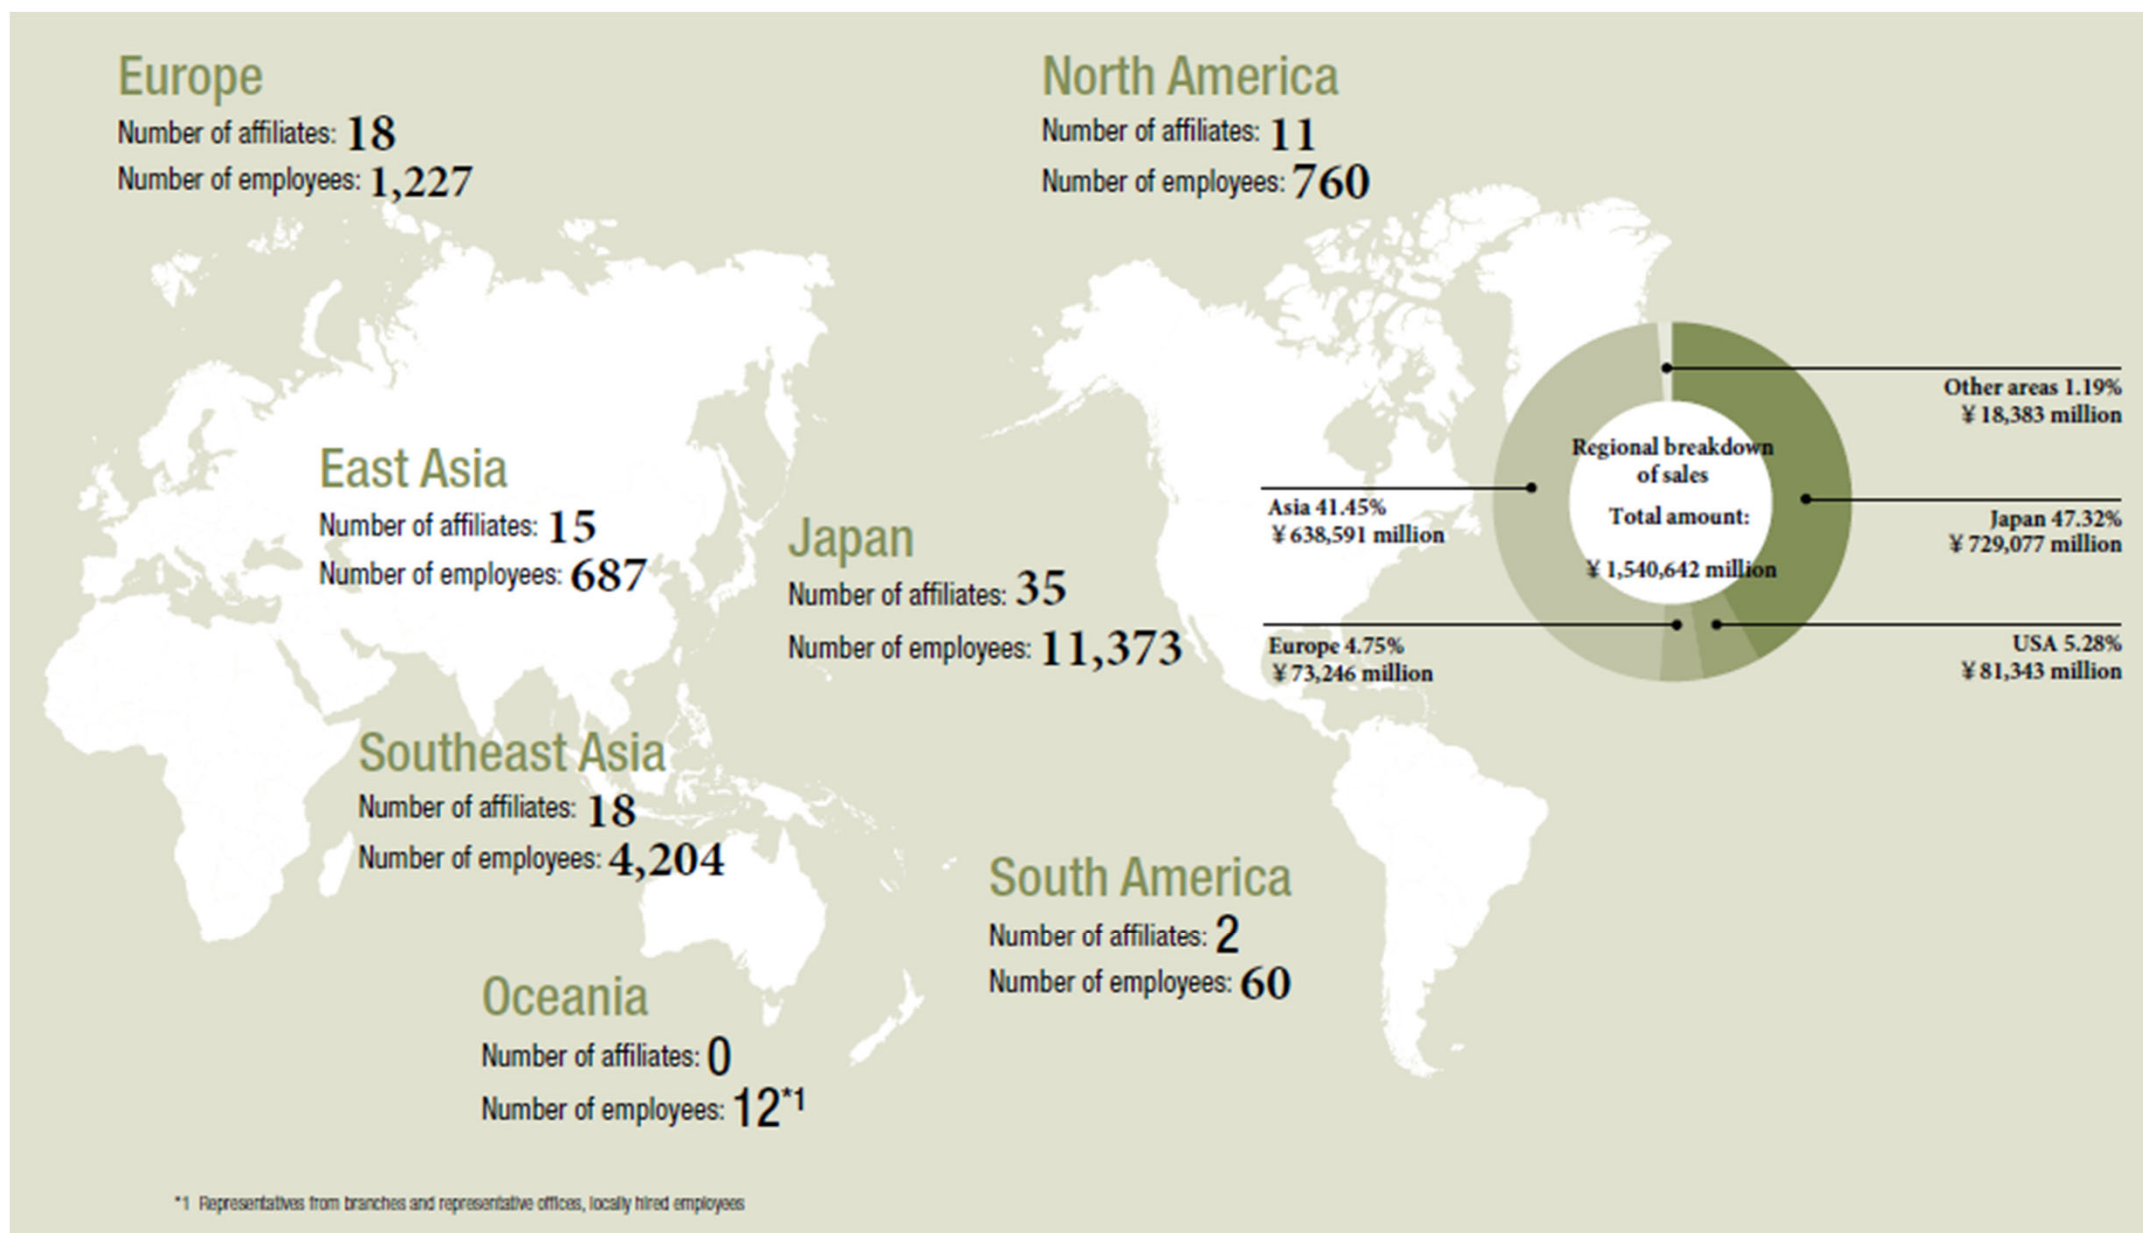 Europe
Number of affiliates: 18
Number of employees: 1,227
North America
Number of affiliates: 11
Number of employees: 760
East Asia
Number of affiliates: 15
Number of employees: 687
Japan
Number of affiliates: 35
Number of employees: 11,373
Southeast Asia
Number of affiliates: 18
Number of employees: 4,204
South America
Number of affiliates: 2
Number of employees: 60
Oceania
Number of affiliates: 0
Number of employees: 12*1
Regional breakdown
of sales
Total amount:
¥ 1,540,642 million
Other areas 1.19%
¥ 18,383 million
Asia 41.45%
¥ 638,591 million
Japan 47.32%
¥ 729,077 million
Europe 4.75%
¥ 73,246 million
USA 5.28%
¥ 81,343 million
*1 Representatives from branches and representative offices, locally hired employees